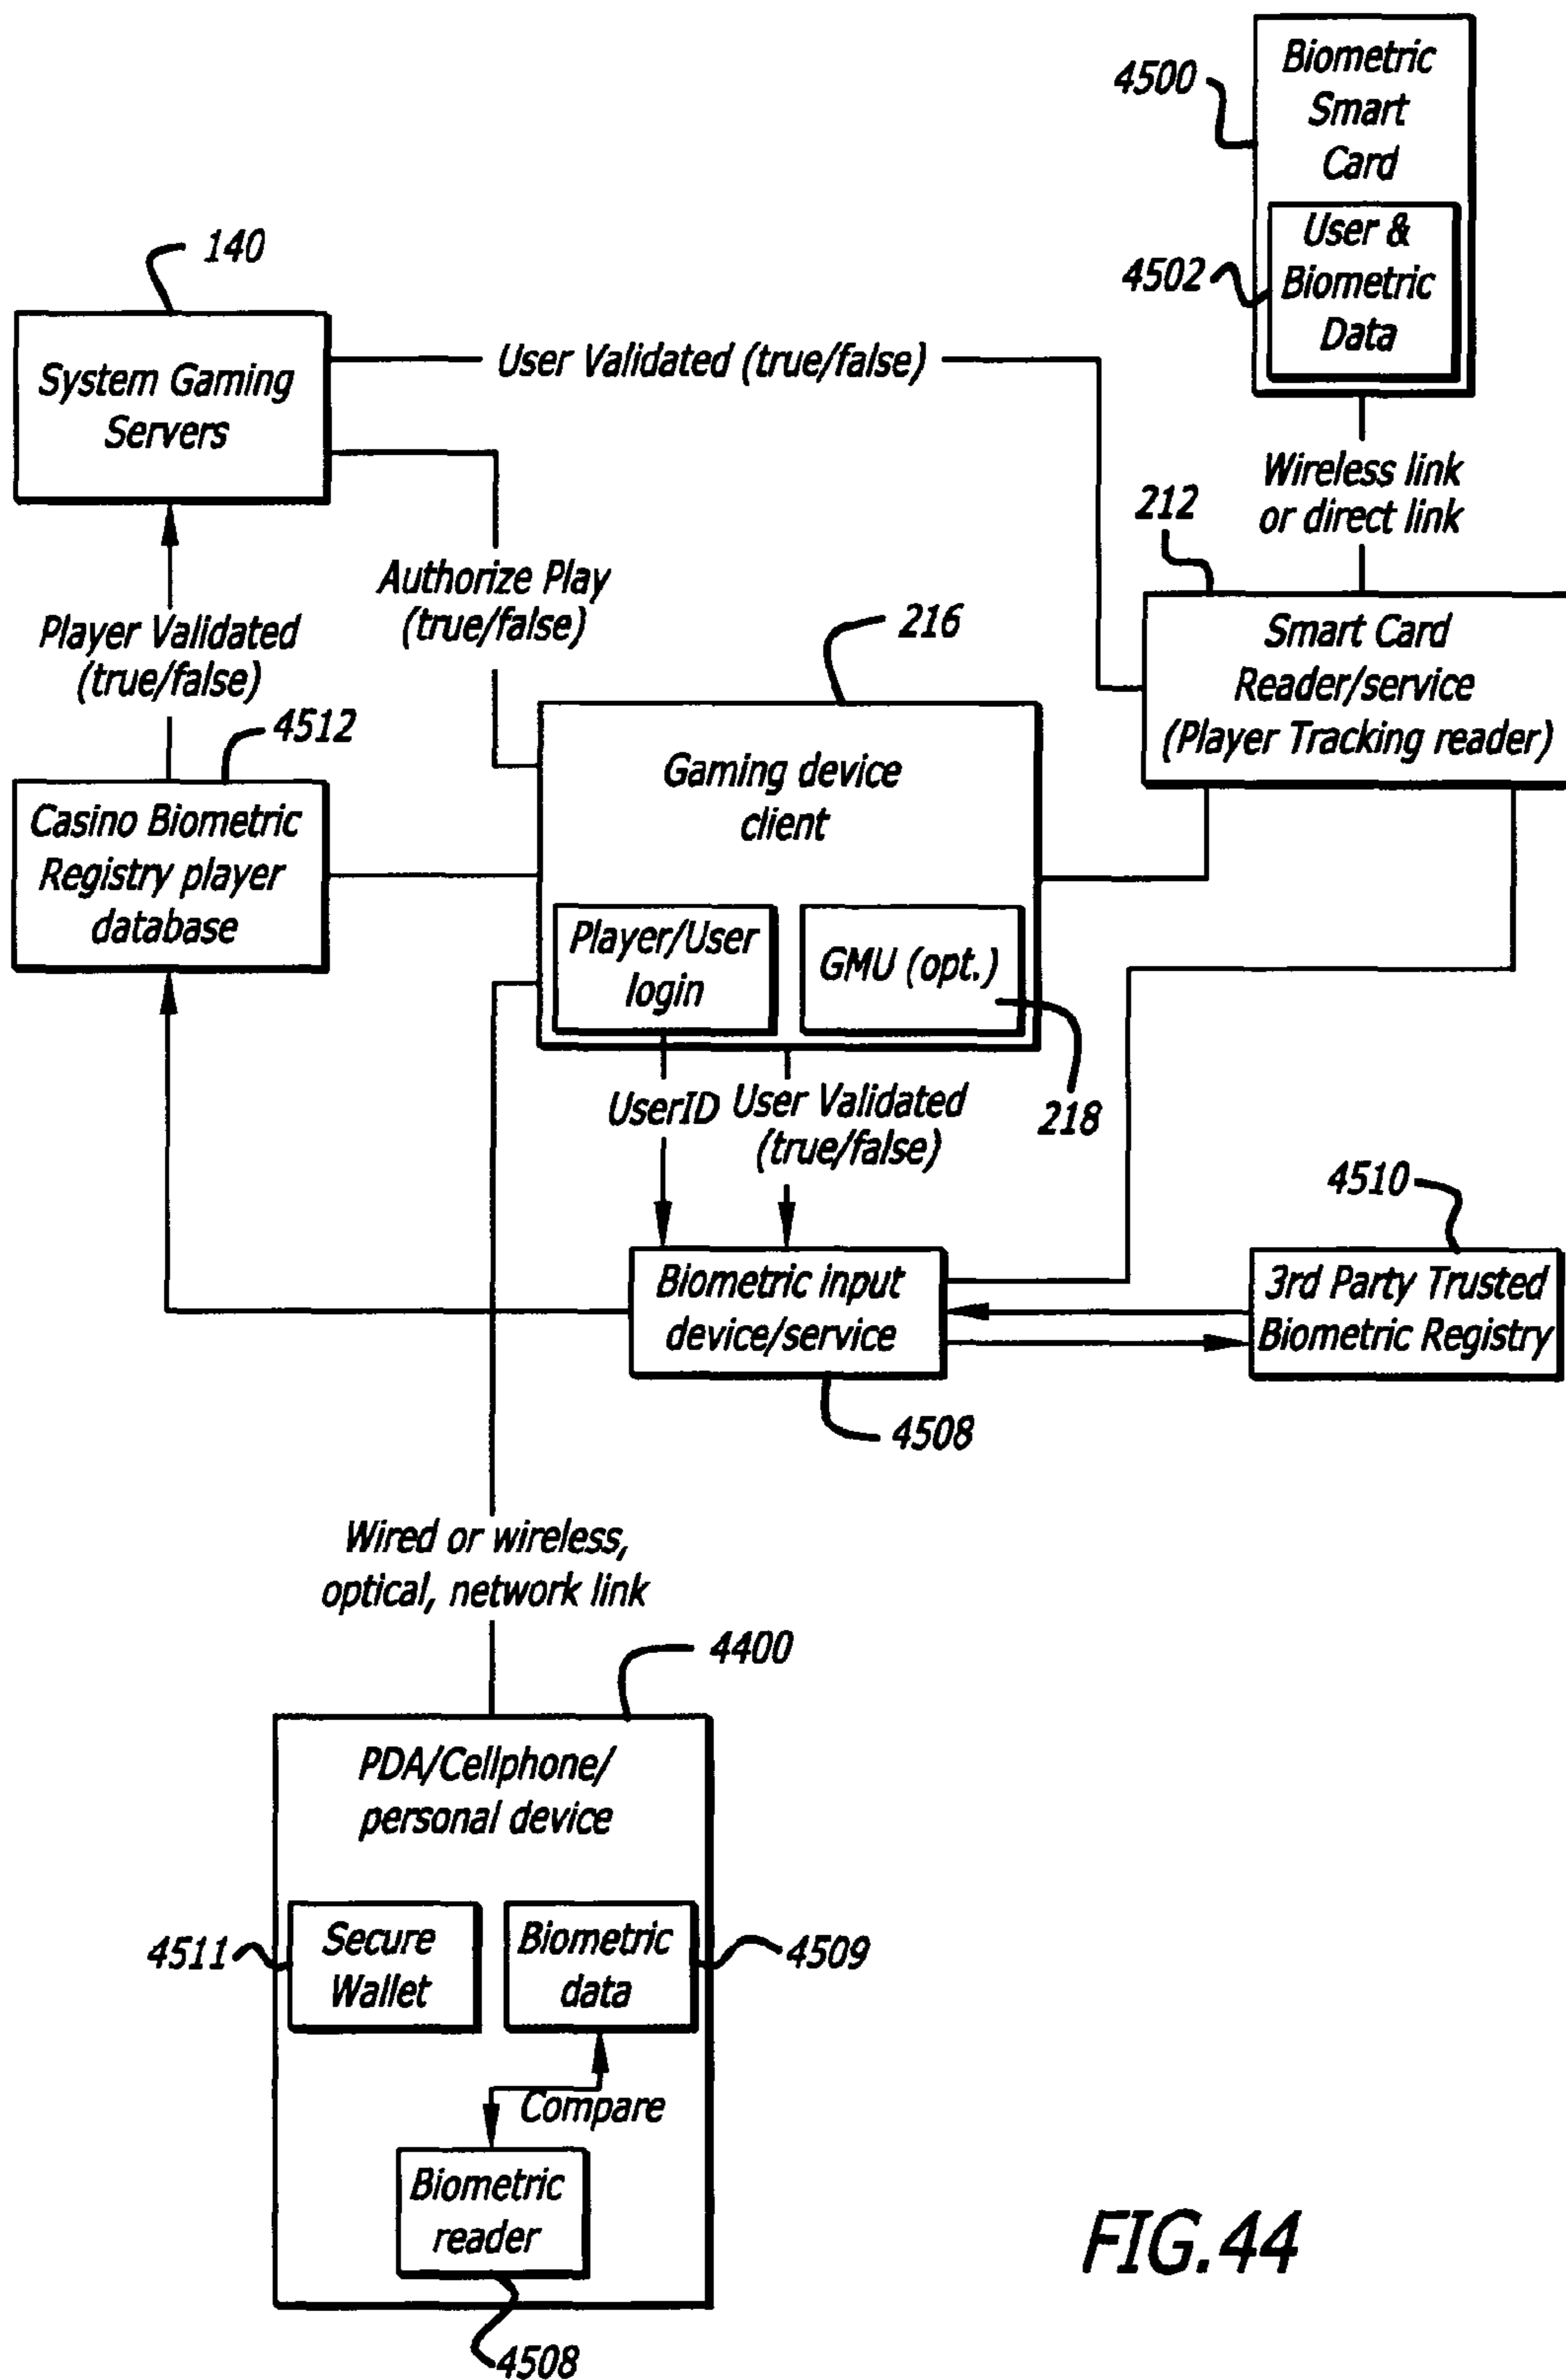 Biometric
Smart
Card
4500
User &
Biometric
Data
4502
140
System Gaming
Servers
User Validated (true/false)
Wireless link
or direct link
212
Authorize Play
(true/false)
Player Validated
(true/false)
216
Smart Card
Reader/service
(Player Tracking reader)
4512
Casino Biometric
Registry player
database
Gaming device
client
Player/User
login
GMU (opt.)
218
UserID
User Validated
(true/false)
4510
Biometric input
device/service
3rd Party Trusted
Biometric Registry
4508
Wired or wireless,
optical, network link
4400
PDA/Cellphone/
personal device
4511
Secure
Wallet
Biometric
data
4509
Compare
Biometric
reader
4508
FIG.44